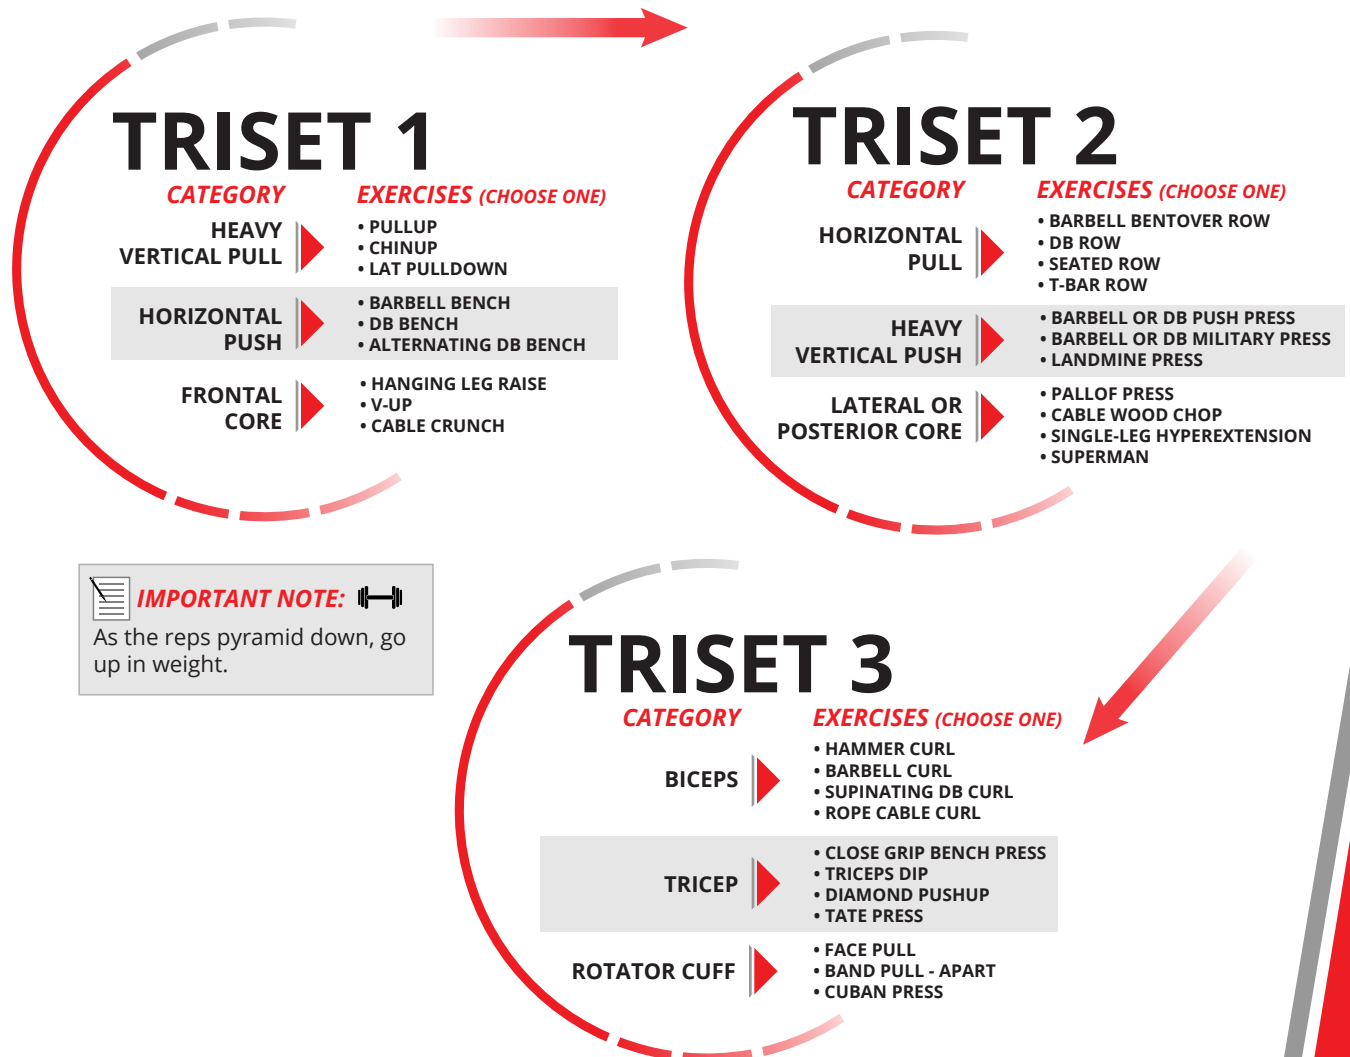 TRISET 1
CATEGORY EXERCISES (CHOOSE ONE)
HEAVY
VERTICAL PULL
• PULLUP
• CHINUP
• LAT PULLDOWN
HORIZONTAL
PUSH
• BARBELL BENCH
• DB BENCH
• ALTERNATING DB BENCH
FRONTAL
CORE
• HANGING LEG RAISE
• V-UP
• CABLE CRUNCH
TRISET 2
CATEGORY EXERCISES (CHOOSE ONE)
HORIZONTAL
PULL
• BARBELL BENTOVER ROW
• DB ROW
• SEATED ROW
• T-BAR ROW
HEAVY
VERTICAL PUSH
• BARBELL OR DB PUSH PRESS
• BARBELL OR DB MILITARY PRESS
• LANDMINE PRESS
LATERAL OR
POSTERIOR CORE
• PALLOF PRESS
• CABLE WOOD CHOP
• SINGLE-LEG HYPEREXTENSION
• SUPERMAN
IMPORTANT NOTE:
As the reps pyramid down, go
up in weight.
TRISET 3
CATEGORY EXERCISES (CHOOSE ONE)
BICEPS
• HAMMER CURL
• BARBELL CURL
• SUPINATING DB CURL
• ROPE CABLE CURL
TRICEP
• CLOSE GRIP BENCH PRESS
• TRICEPS DIP
• DIAMOND PUSHUP
• TATE PRESS
ROTATOR CUFF
• FACE PULL
• BAND PULL - APART
• CUBAN PRESS